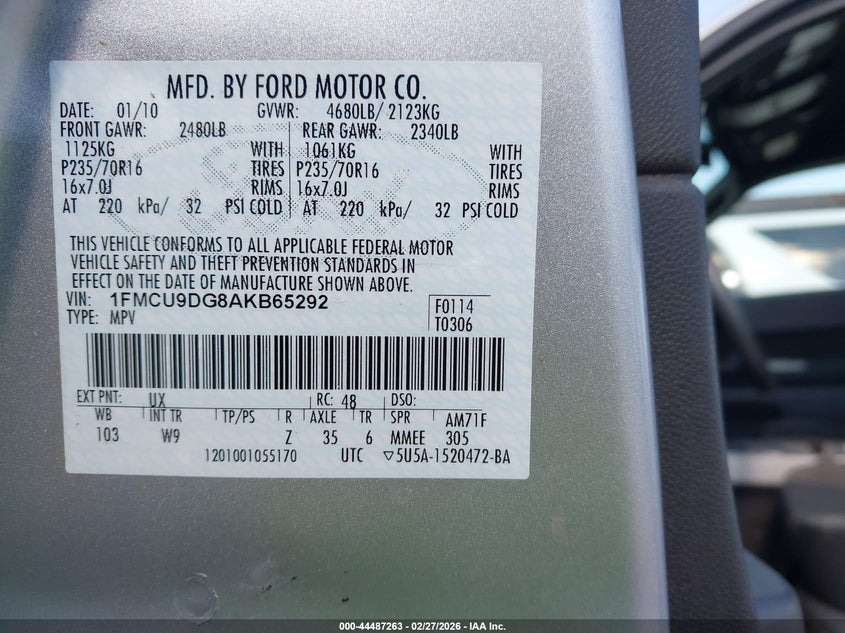 MFD. BY FORD MOTOR CO.
DATE: 01/10 GVWR: 4680LB/ 2123KG
FRONT GAWR: 2480LB REAR GAWR: 2340LB
1125KG WITH 1061KG WITH
P235/70R16 TIRES P235/70R16 TIRES
16x7.0J RIMS 16x7.0J RIMS
AT 220 kPa/ 32 PSI COLD AT 220 kPa/ 32 PSI COLD
THIS VEHICLE CONFORMS TO ALL APPLICABLE FEDERAL MOTOR
VEHICLE SAFETY AND THEFT PREVENTION STANDARDS IN
EFFECT ON THE DATE OF MANUFACTURE SHOWN ABOVE.
VIN: 1FMCU9DG8AKB65292 F0114
TYPE: MPV T0306
EXT PNT: UX RC: 48 DSO:
WB INT TR TP/PS R AXLE TR SPR AM71F
103 W9 Z 35 6 MMEE 305
1201001055170 UTC ▽5U5A-1520472-BA
000-44487263 - 02/27/2026 - IAA Inc.